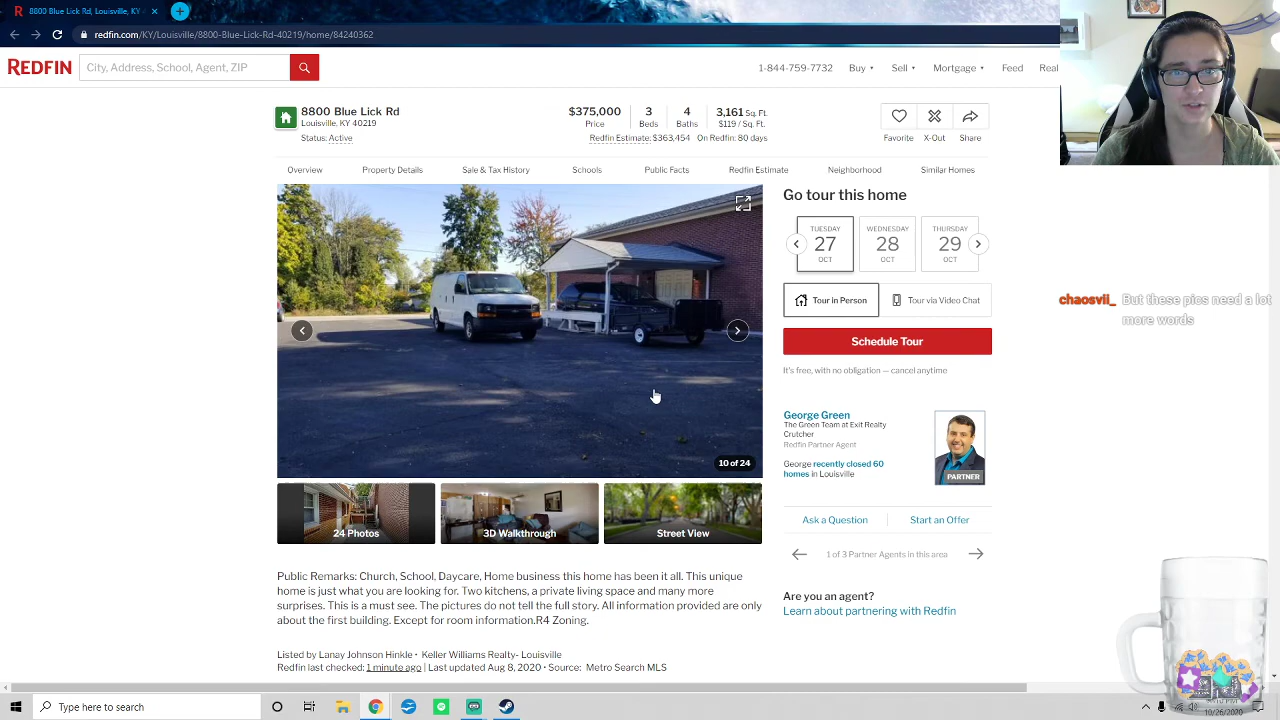 8800 Blue Lick Rd, Louisville, KY
redfin.com/KY/Louisville/8800-Blue-Lick-Rd-40219/home/84240367
REDFIN
City, Address, School, Agent, ZIP
1-844-759-7732
Buy
Sell
Mortgage
Feed
Real
8800 Blue Lick Rd
Louisville, KY 40219
Status: Active
$375,000
Price
Redfin Estimate: $363,454
3
Beds
4
Baths
3,161 Sq. Ft.
$119 / Sq. Ft.
On Redfin: 80 days
Favorite
X-Out
Share
Overview
Property Details
Sale & Tax History
Schools
Public Facts
Redfin Estimate
Neighborhood
Similar Homes
10 of 24
24 Photos
3D Walkthrough
Street View
Go tour this home
TUESDAY
27
OCT
WEDNESDAY
28
OCT
THURSDAY
29
OCT
Tour in Person
Tour via Video Chat
Schedule Tour
It's free, with no obligation — cancel anytime
George Green
The Green Team at Exit Realty
Crutcher
Redfin Partner Agent
George recently closed 60
homes in Louisville
PARTNER
Ask a Question
Start an Offer
1 of 3 Partner Agents in this area
Are you an agent?
Learn about partnering with Redfin
Public Remarks: Church, School, Daycare, Home business this home has been it all. This unique
home is just what you are looking for. Two kitchens, a private living space and many more
surprises. This is a must see. The pictures do not tell the full story. All information provided are only
about the first building. Except for room information.R4 Zoning.
Listed by Lanay Johnson Hinkle • Keller Williams Realty- Louisville
Redfin last checked: 1 minute ago | Last updated Aug 8, 2020 • Source: Metro Search MLS
chaosvii_ But these pics need a lot
more words
Type here to search
10/26/2020